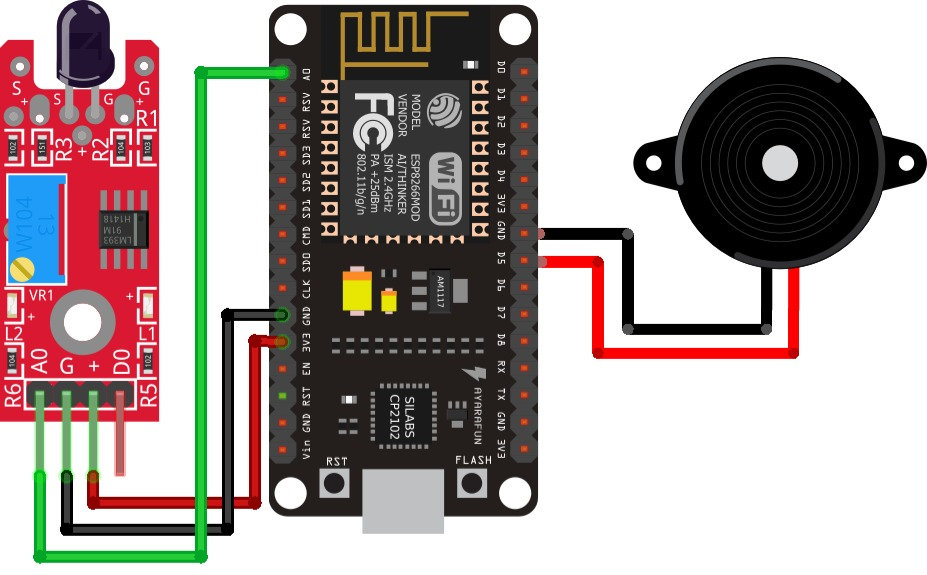 S
+
S
G
+
G
R1
102
151
R3
+
R2
104
103
W104
13
LM393
91M
H1418
VR1
+
+
L2
L1
R6
104
A0
G
+
D0
102
R5
A0
RSV
RSV
SD3
SD2
SD1
CMD
SD0
CLK
GND
3V3
EN
RST
GND
Vin
MODEL
VENDOR
ESP8266MOD
AI/THINKER
ISM 2.4GHz
PA +25dBm
802.11b/g/n
FC
Wi Fi
AM1117
SILABS
CP2102
AYARAFUN
RST
FLASH
D0
D1
D2
D3
D4
3V3
GND
D5
D6
D7
D8
RX
TX
GND
3V3